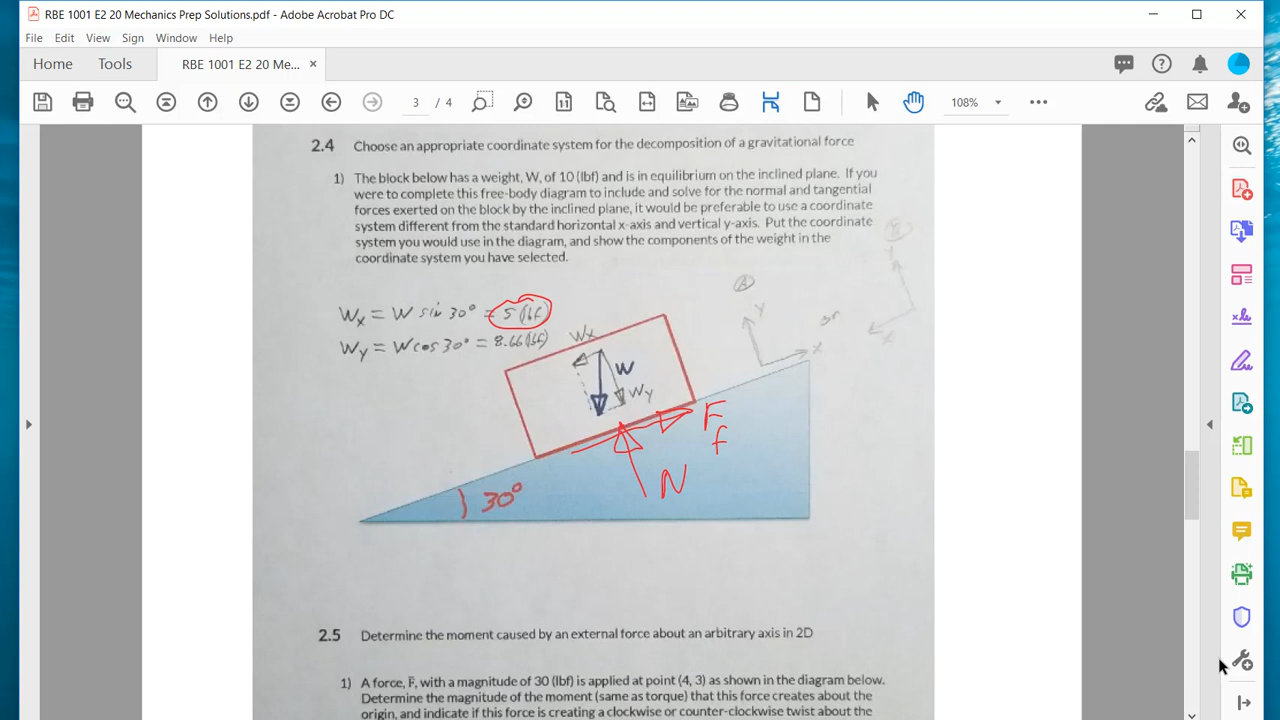 RBE 1001 E2 20 Mechanics Prep Solutions.pdf - Adobe Acrobat Pro DC
File Edit View Sign Window Help
Home Tools RBE 1001 E2 20 Me... ×
3 / 4 108%
2.4 Choose an appropriate coordinate system for the decomposition of a gravitational force
1) The block below has a weight, W, of 10 (lbf) and is in equilibrium on the inclined plane. If you
were to complete this free-body diagram to include and solve for the normal and tangential
forces exerted on the block by the inclined plane, it would be preferable to use a coordinate
system different from the standard horizontal x-axis and vertical y-axis. Put the coordinate
system you would use in the diagram, and show the components of the weight in the
coordinate system you have selected.
Wx = W sin 30° = 5 (lbf)
Wy = W cos 30° = 8.66 (lbf)
A
Y
X
or
B
Y
X
Wx
W
Wy
Ff
N
30°
2.5 Determine the moment caused by an external force about an arbitrary axis in 2D
1) A force, F, with a magnitude of 30 (lbf) is applied at point (4, 3) as shown in the diagram below.
Determine the magnitude of the moment (same as torque) that this force creates about the
origin, and indicate if this force is creating a clockwise or counter-clockwise twist about the